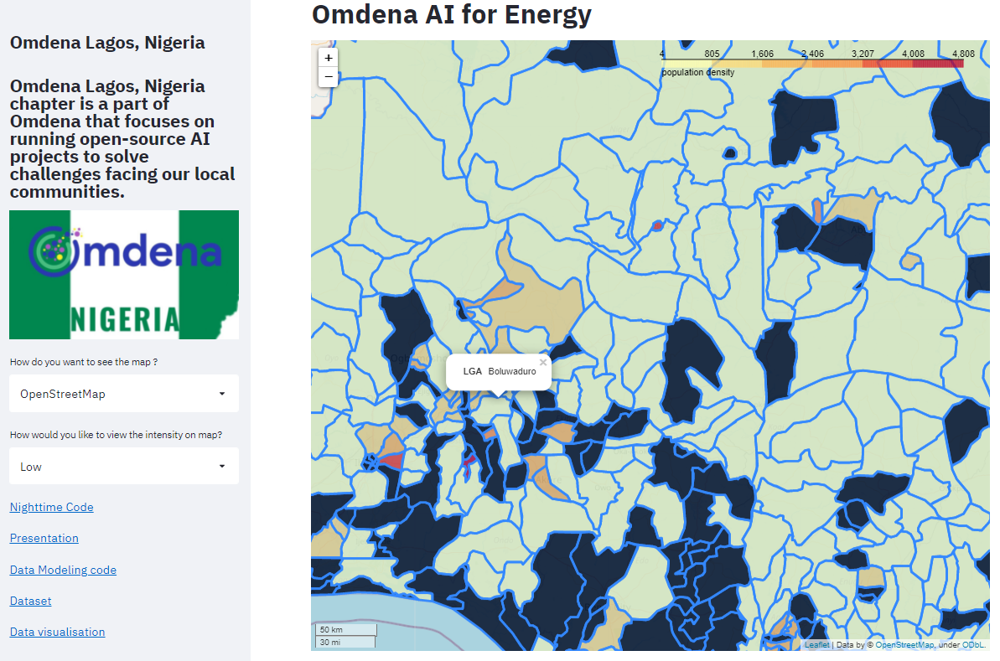 Omdena Lagos, Nigeria
Omdena Lagos, Nigeria
chapter is a part of
Omdena that focuses on
running open-source AI
projects to solve
challenges facing our local
communities.
Omdena
NIGERIA
How do you want to see the map ?
OpenStreetMap
How would you like to view the intensity on map?
Low
Nighttime Code
Presentation
Data Modeling code
Dataset
Data visualisation
Omdena AI for Energy
+
−
4 805 1,606 2,406 3,207 4,008 4,808
population density
LGA Boluwaduro
×
50 km
30 mi
Leaflet | Data by © OpenStreetMap, under ODbL.